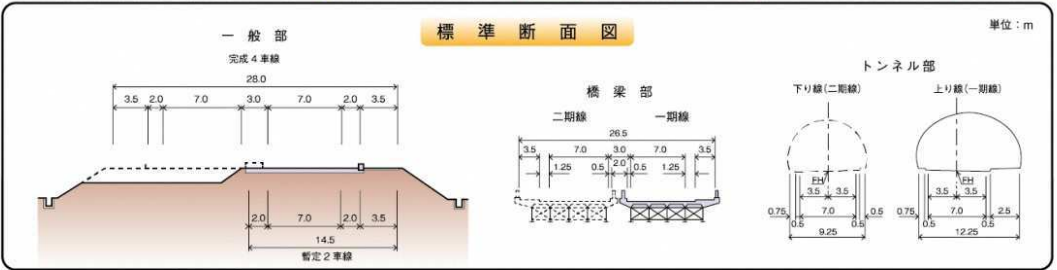 標準断面図
単位：m
一般部
完成4車線
28.0
3.5 2.0 7.0 3.0 7.0 2.0 3.5
2.0 7.0 2.0 3.5
14.5
暫定2車線
橋梁部
二期線 一期線
26.5
3.5 7.0 3.0 7.0 3.5
1.25 0.5 2.0 0.5 1.25
トンネル部
下り線(二期線) 上り線(一期線)
FH FH
3.5 3.5 3.5 3.5
0.75 7.0 0.5 0.75 7.0 2.5
0.5 0.5 0.5 0.5
9.25 12.25